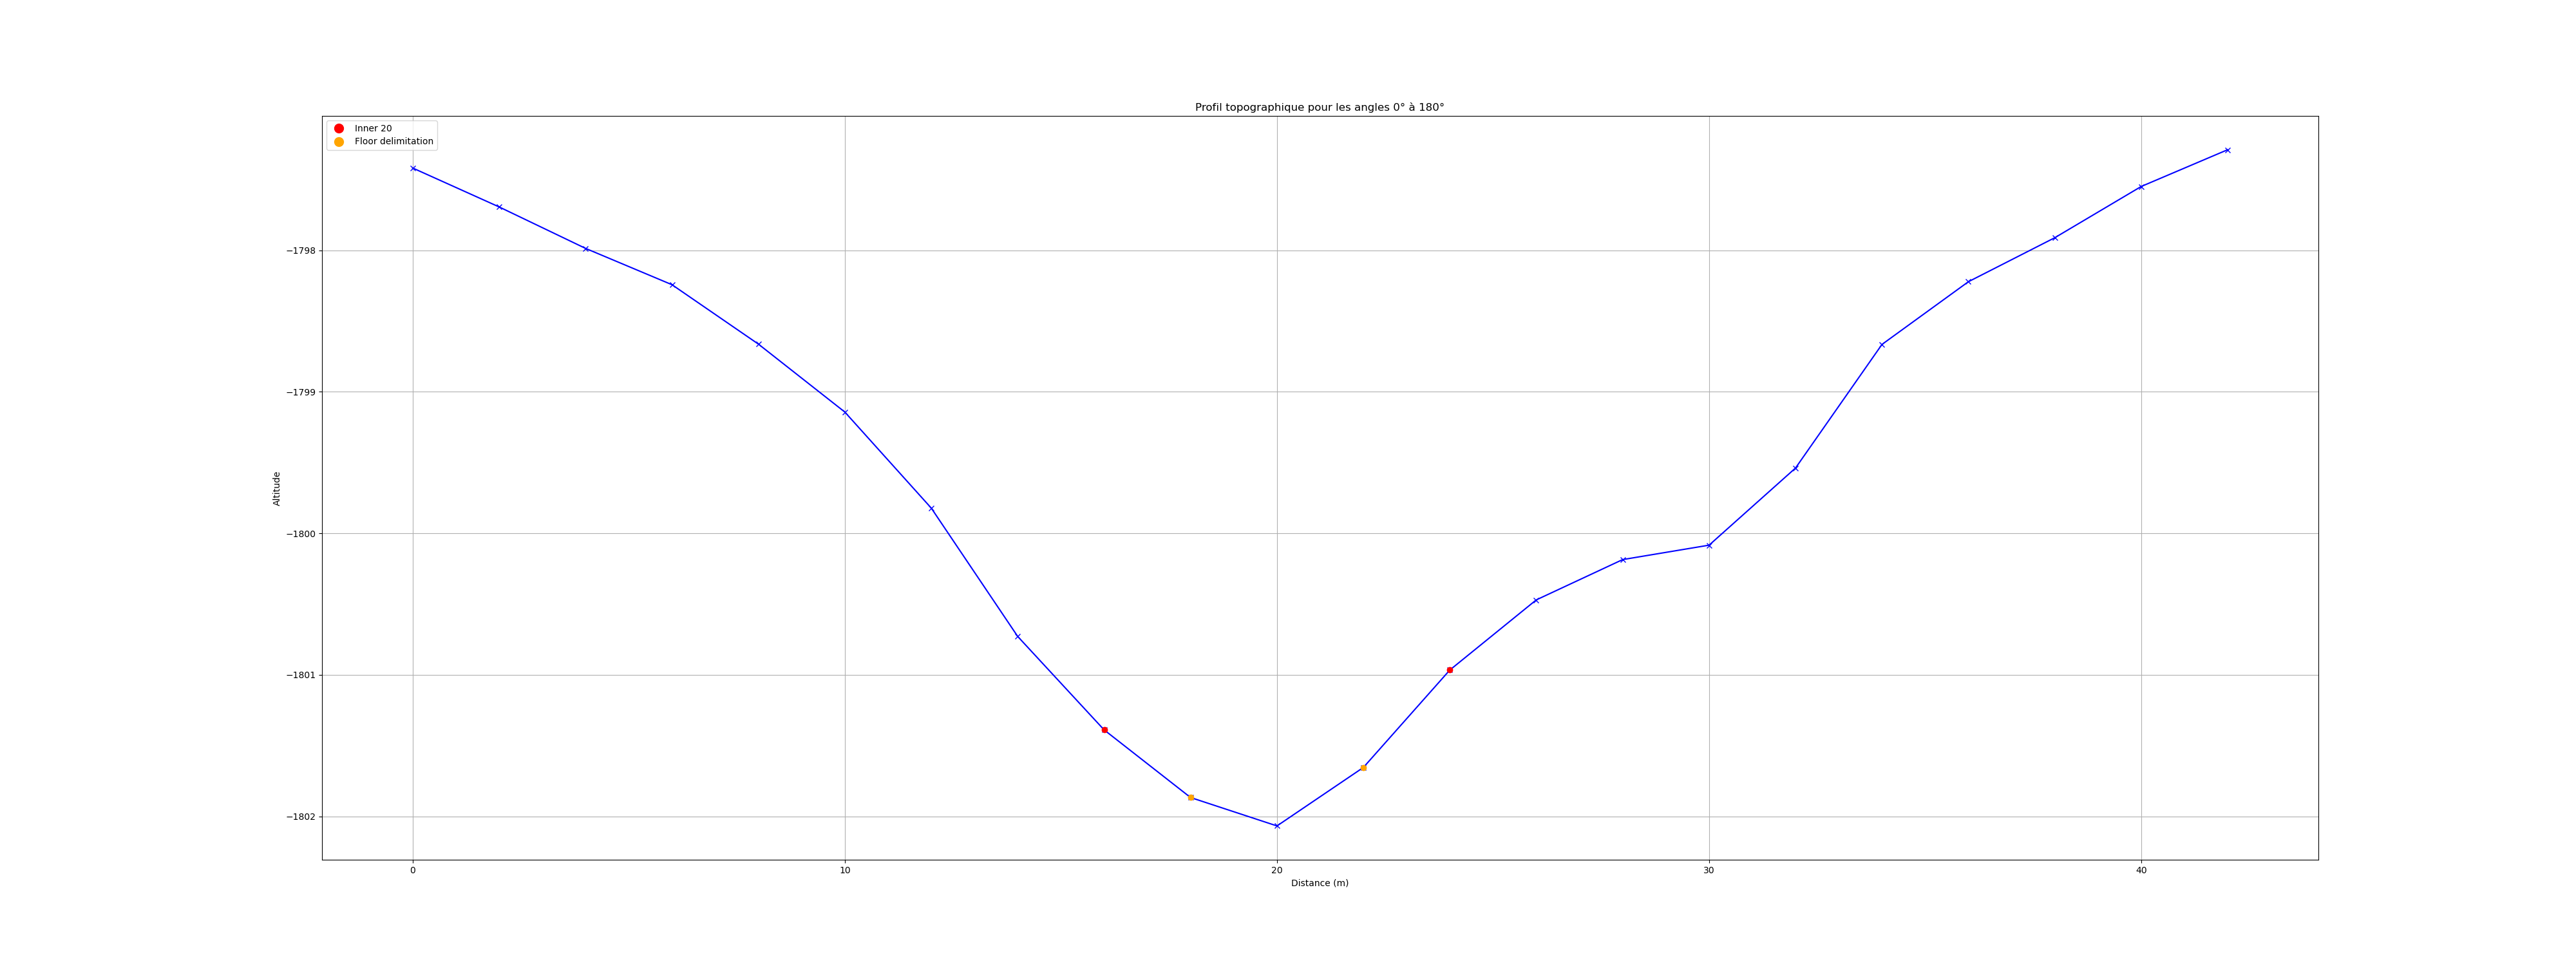 Profil topographique pour les angles 0° à 180°
Inner 20
Floor delimitation
−1798
−1799
−1800
−1801
−1802
Altitude
0 10 20 30 40
Distance (m)